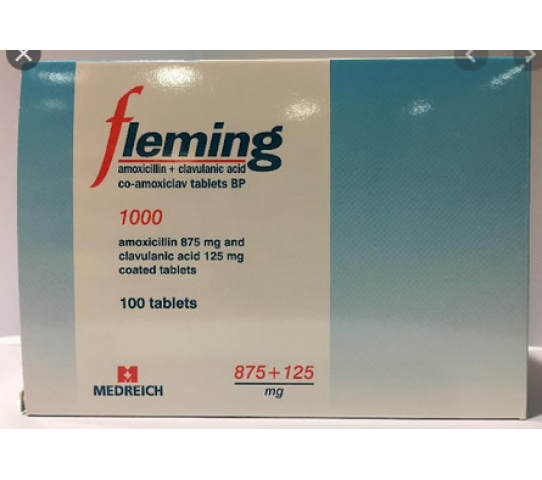 fleming
amoxicillin + clavulanic acid
co-amoxiclav tablets BP
1000
amoxicillin 875 mg and
clavulanic acid 125 mg
coated tablets
100 tablets
MEDREICH
875+125
mg